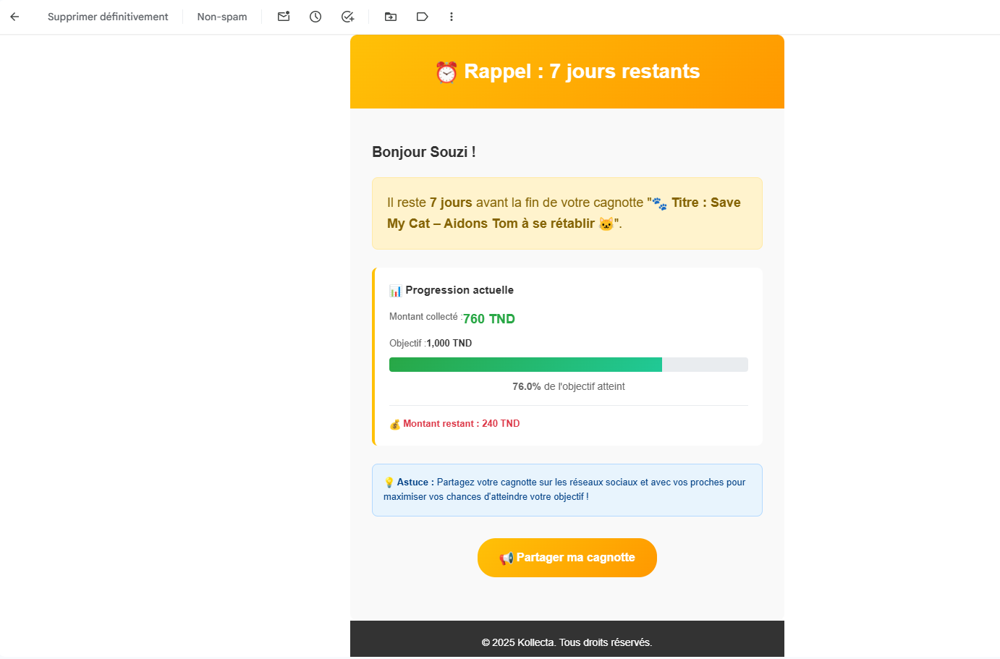 Supprimer définitivement
Non-spam
⏰ Rappel : 7 jours restants
Bonjour Souzi !
Il reste 7 jours avant la fin de votre cagnotte "🐾 Titre : Save
My Cat – Aidons Tom à se rétablir 🐱".
📊 Progression actuelle
Montant collecté :760 TND
Objectif :1,000 TND
76.0% de l'objectif atteint
💰 Montant restant : 240 TND
💡 Astuce : Partagez votre cagnotte sur les réseaux sociaux et avec vos proches pour
maximiser vos chances d'atteindre votre objectif !
📢 Partager ma cagnotte
© 2025 Kollecta. Tous droits réservés.